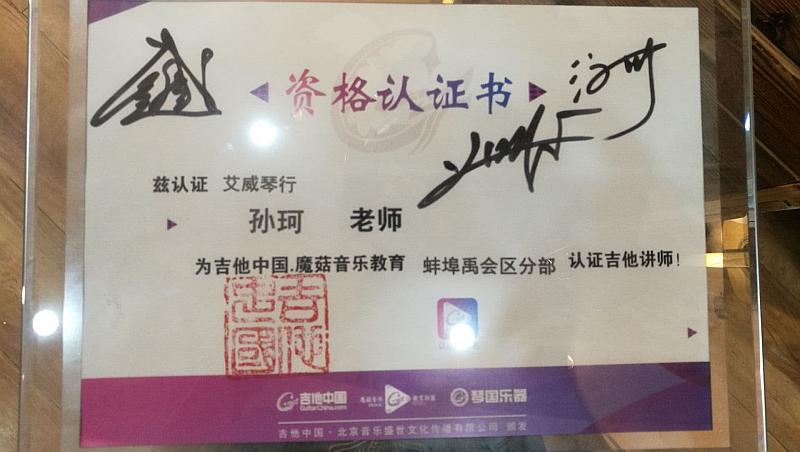 资格认证书
兹认证 艾威琴行
孙珂 老师
为吉他中国.魔菇音乐教育 蚌埠禹会区分部 认证吉他讲师!
吉他中国
GuitarChina.com
琴国乐器
吉他中国·北京音乐盛世文化传播有限公司 颁发